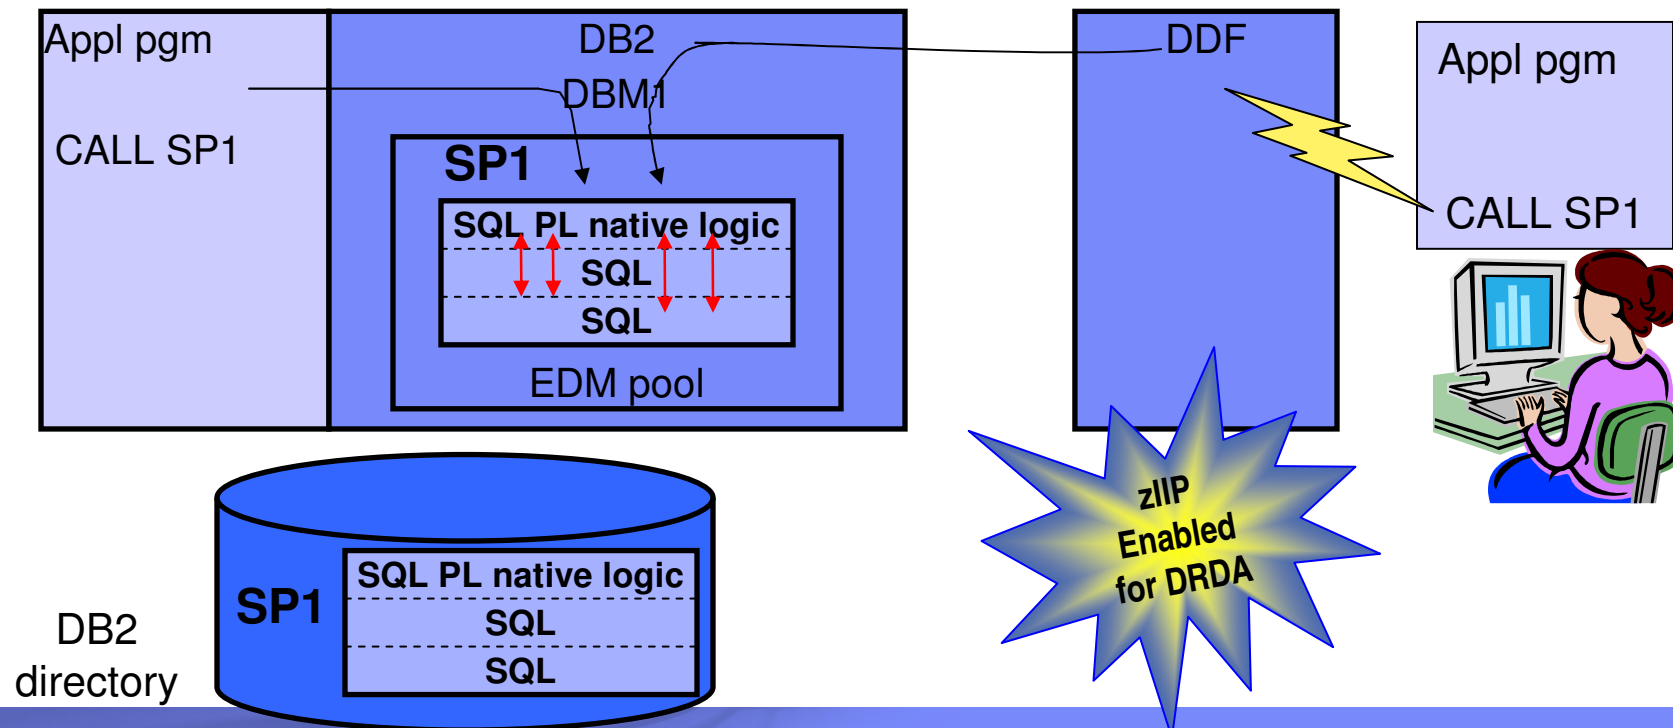 Appl pgm
CALL SP1
DB2
DBM1
SP1
SQL PL native logic
SQL
SQL
EDM pool
DDF
Appl pgm
CALL SP1
zIIP
Enabled
for DRDA
DB2
directory
SP1
SQL PL native logic
SQL
SQL